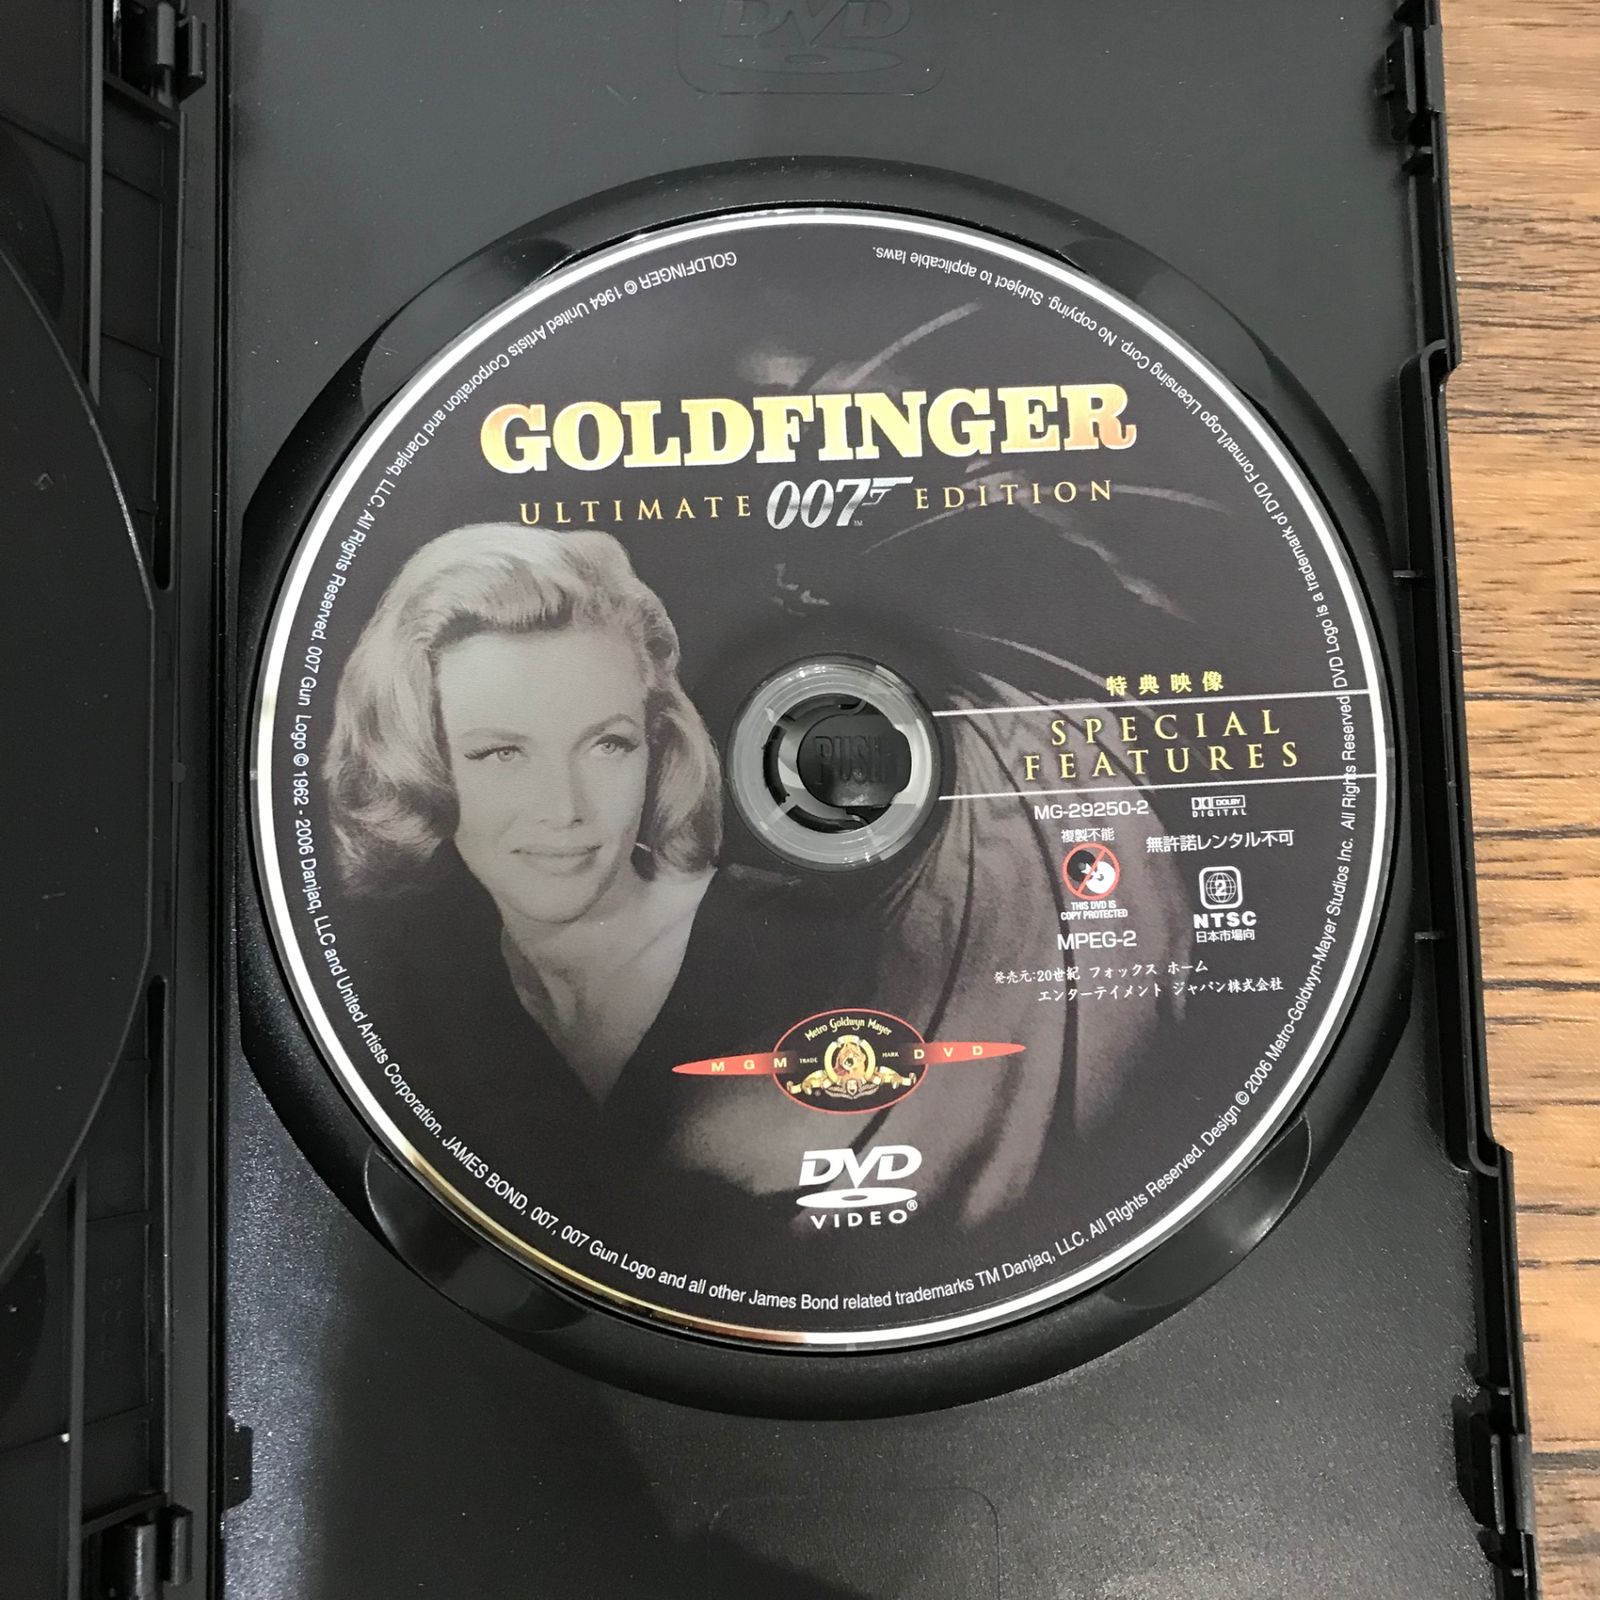 DVD
GOLDFINGER
ULTIMATE 007 EDITION
TM
特典映像
SPECIAL
FEATURES
MG-29250-2
DOLBY
DIGITAL
複製不能
無許諾レンタル不可
THIS DVD IS
COPY PROTECTED
2
NTSC
日本市場向
MPEG-2
発売元:20世紀 フォックス ホーム
エンターテイメント ジャパン株式会社
PUSH
Metro Goldwyn Mayer
MGM TRADE MARK DVD
DVD
VIDEO®
GOLDFINGER © 1964 United Artists Corporation and Danjaq, LLC. All Rights Reserved. 007 Gun Logo © 1962 - 2006 Danjaq, LLC and United Artists Corporation. JAMES BOND, 007, 007 Gun Logo and all other James Bond related trademarks TM Danjaq, LLC. All Rights Reserved. Design © 2006 Metro-Goldwyn-Mayer Studios Inc. All Rights Reserved DVD Logo is a trademark of DVD Format/Logo Licensing Corp. No copying. Subject to applicable laws.